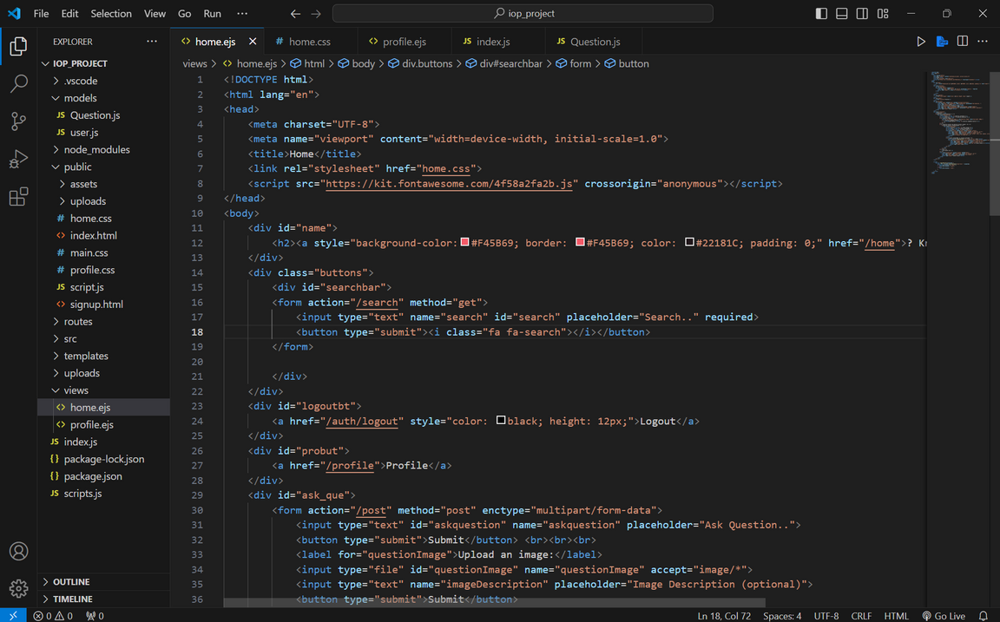 File Edit Selection View Go Run ··· iop_project
EXPLORER ···
IOP_PROJECT
.vscode
models
JS Question.js
JS user.js
node_modules
public
assets
uploads
# home.css
<> index.html
# main.css
# profile.css
JS script.js
<> signup.html
routes
src
templates
uploads
views
<> home.ejs
<> profile.ejs
JS index.js
{} package-lock.json
{} package.json
JS scripts.js
OUTLINE
TIMELINE
<> home.ejs # home.css <> profile.ejs JS index.js JS Question.js ···
views > <> home.ejs > html > body > div.buttons > div#searchbar > form > button
1 <!DOCTYPE html>
2 <html lang="en">
3 <head>
4 <meta charset="UTF-8">
5 <meta name="viewport" content="width=device-width, initial-scale=1.0">
6 <title>Home</title>
7 <link rel="stylesheet" href="home.css">
8 <script src="https://kit.fontawesome.com/4f58a2fa2b.js" crossorigin="anonymous"></script>
9 </head>
10 <body>
11 <div id="name">
12 <h2><a style="background-color: #F45B69; border: #F45B69; color: #22181C; padding: 0;" href="/home">? Kr
13 </div>
14 <div class="buttons">
15 <div id="searchbar">
16 <form action="/search" method="get">
17 <input type="text" name="search" id="search" placeholder="Search.." required>
18 <button type="submit"><i class="fa fa-search"></i></button>
19 </form>
20
21 </div>
22 </div>
23 <div id="logoutbt">
24 <a href="/auth/logout" style="color: black; height: 12px;">Logout</a>
25 </div>
26 <div id="probut">
27 <a href="/profile">Profile</a>
28 </div>
29 <div id="ask_que">
30 <form action="/post" method="post" enctype="multipart/form-data">
31 <input type="text" id="askquestion" name="askquestion" placeholder="Ask Question..">
32 <button type="submit">Submit</button> <br><br><br>
33 <label for="questionImage">Upload an image:</label>
34 <input type="file" id="questionImage" name="questionImage" accept="image/*">
35 <input type="text" name="imageDescription" placeholder="Image Description (optional)">
36 <button type="submit">Submit</button>
0 0 0 Ln 18, Col 72 Spaces: 4 UTF-8 CRLF HTML Go Live